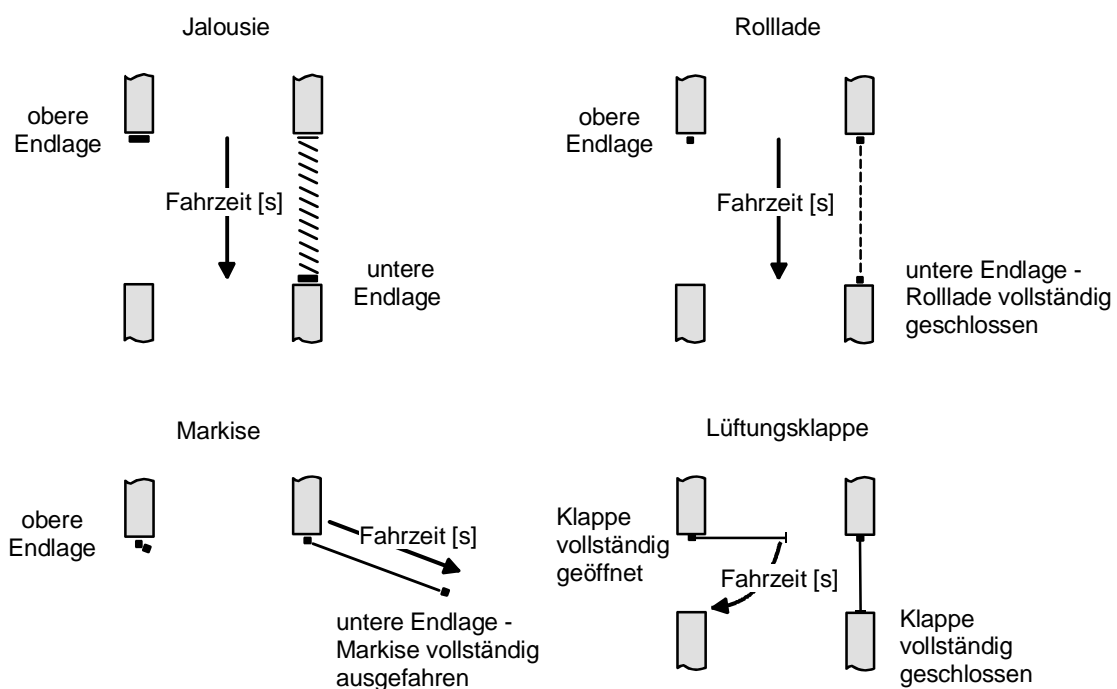 Jalousie
obere
Endlage
Fahrzeit [s]
untere
Endlage
Rolllade
obere
Endlage
Fahrzeit [s]
untere Endlage -
Rolllade vollständig
geschlossen
Markise
obere
Endlage
Fahrzeit [s]
untere Endlage -
Markise vollständig
ausgefahren
Lüftungsklappe
Klappe
vollständig
geöffnet
Fahrzeit [s]
Klappe
vollständig
geschlossen